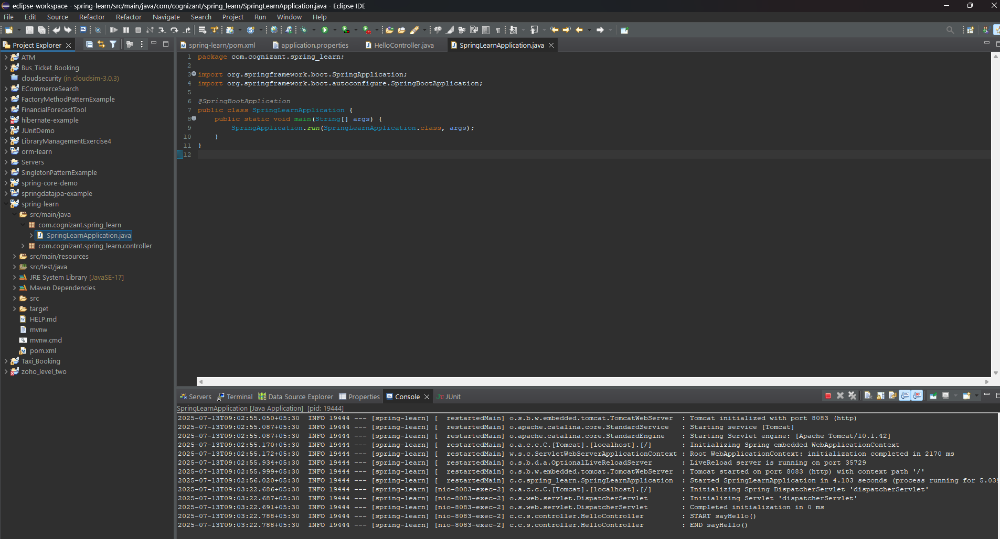 eclipse-workspace - spring-learn/src/main/java/com/cognizant/spring_learn/SpringLearnApplication.java - Eclipse IDE
File Edit Source Refactor Refactor Navigate Search Project Run Window Help
Project Explorer
ATM
Bus_Ticket_Booking
cloudsecurity (in cloudsim-3.0.3)
ECommerceSearch
FactoryMethodPatternExample
FinancialForecastTool
hibernate-example
JUnitDemo
LibraryManagementExercise4
orm-learn
Servers
SingletonPatternExample
spring-core-demo
springdatajpa-example
spring-learn
src/main/java
com.cognizant.spring_learn
SpringLearnApplication.java
com.cognizant.spring_learn.controller
src/main/resources
src/test/java
JRE System Library [JavaSE-17]
Maven Dependencies
src
target
HELP.md
mvnw
mvnw.cmd
pom.xml
Taxi_Booking
zoho_level_two
spring-learn/pom.xml application.properties HelloController.java SpringLearnApplication.java
1 package com.cognizant.spring_learn;
2
3 import org.springframework.boot.SpringApplication;
4 import org.springframework.boot.autoconfigure.SpringBootApplication;
5
6 @SpringBootApplication
7 public class SpringLearnApplication {
8 public static void main(String[] args) {
9 SpringApplication.run(SpringLearnApplication.class, args);
10 }
11 }
12
Servers Terminal Data Source Explorer Properties Console Ju JUnit
SpringLearnApplication [Java Application] [pid: 19444]
2025-07-13T09:02:55.050+05:30 INFO 19444 --- [spring-learn] [ restartedMain] o.s.b.w.embedded.tomcat.TomcatWebServer : Tomcat initialized with port 8083 (http)
2025-07-13T09:02:55.087+05:30 INFO 19444 --- [spring-learn] [ restartedMain] o.apache.catalina.core.StandardService : Starting service [Tomcat]
2025-07-13T09:02:55.087+05:30 INFO 19444 --- [spring-learn] [ restartedMain] o.apache.catalina.core.StandardEngine : Starting Servlet engine: [Apache Tomcat/10.1.42]
2025-07-13T09:02:55.170+05:30 INFO 19444 --- [spring-learn] [ restartedMain] o.a.c.c.C.[Tomcat].[localhost].[/] : Initializing Spring embedded WebApplicationContext
2025-07-13T09:02:55.172+05:30 INFO 19444 --- [spring-learn] [ restartedMain] w.s.c.ServletWebServerApplicationContext : Root WebApplicationContext: initialization completed in 2170 ms
2025-07-13T09:02:55.934+05:30 INFO 19444 --- [spring-learn] [ restartedMain] o.s.b.d.a.OptionalLiveReloadServer : LiveReload server is running on port 35729
2025-07-13T09:02:55.999+05:30 INFO 19444 --- [spring-learn] [ restartedMain] o.s.b.w.embedded.tomcat.TomcatWebServer : Tomcat started on port 8083 (http) with context path '/'
2025-07-13T09:02:56.020+05:30 INFO 19444 --- [spring-learn] [ restartedMain] c.c.spring_learn.SpringLearnApplication : Started SpringLearnApplication in 4.103 seconds (process running for 5.03
2025-07-13T09:03:22.686+05:30 INFO 19444 --- [spring-learn] [nio-8083-exec-2] o.a.c.c.C.[Tomcat].[localhost].[/] : Initializing Spring DispatcherServlet 'dispatcherServlet'
2025-07-13T09:03:22.687+05:30 INFO 19444 --- [spring-learn] [nio-8083-exec-2] o.s.web.servlet.DispatcherServlet : Initializing Servlet 'dispatcherServlet'
2025-07-13T09:03:22.691+05:30 INFO 19444 --- [spring-learn] [nio-8083-exec-2] o.s.web.servlet.DispatcherServlet : Completed initialization in 0 ms
2025-07-13T09:03:22.788+05:30 INFO 19444 --- [spring-learn] [nio-8083-exec-2] c.c.s.controller.HelloController : START sayHello()
2025-07-13T09:03:22.788+05:30 INFO 19444 --- [spring-learn] [nio-8083-exec-2] c.c.s.controller.HelloController : END sayHello()